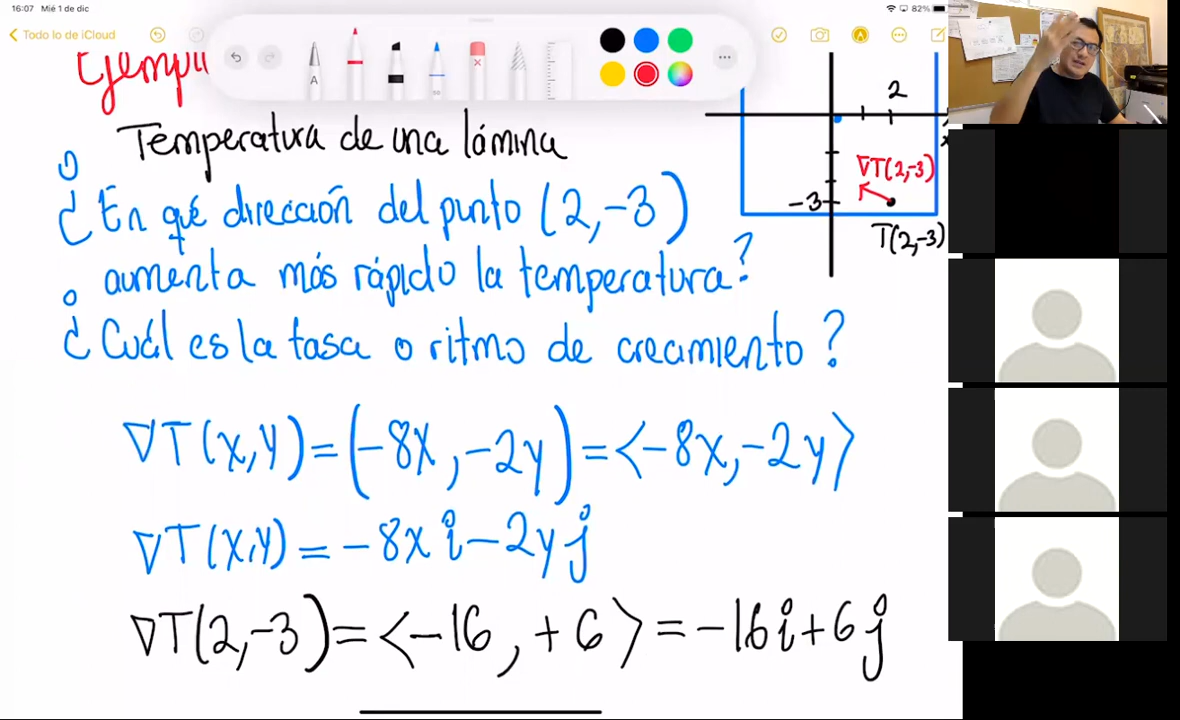 16:07 Mié 1 de dic
82%
Todo lo de iCloud
A
Temperatura de una lámina
¿En qué dirección del punto (2,-3)
aumenta más rápido la temperatura?
¿Cuál es la tasa o ritmo de crecimiento?
2
∇T(2,-3)
-3
T(2,-3)
∇T(x,y)=(-8x,-2y)=<-8x,-2y>
∇T(x,y)=-8xi-2yj
∇T(2,-3)=<-16,+6>=-16i+6j